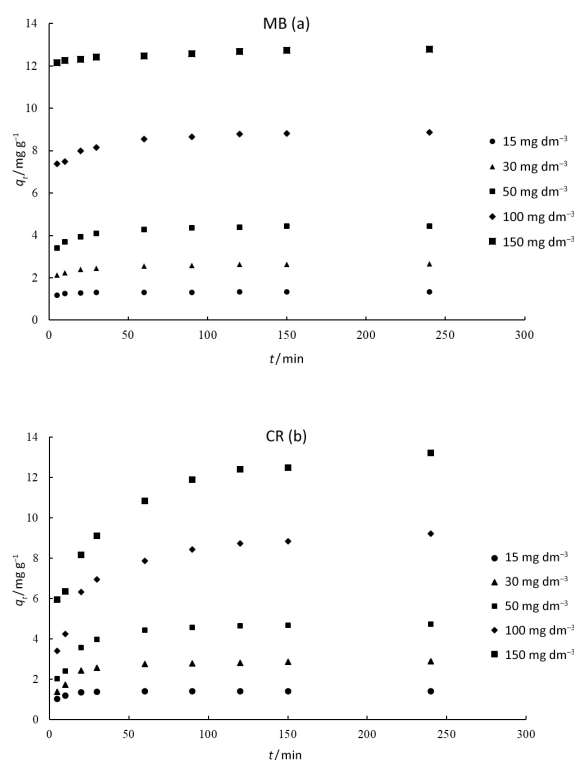 MB (a)
14
12
10
8
6
4
2
0
qt/mg g⁻¹
0 50 100 150 200 250 300
t/min
15 mg dm⁻³
30 mg dm⁻³
50 mg dm⁻³
100 mg dm⁻³
150 mg dm⁻³
CR (b)
14
12
10
8
6
4
2
0
qt/mg g⁻¹
0 50 100 150 200 250 300
t/min
15 mg dm⁻³
30 mg dm⁻³
50 mg dm⁻³
100 mg dm⁻³
150 mg dm⁻³